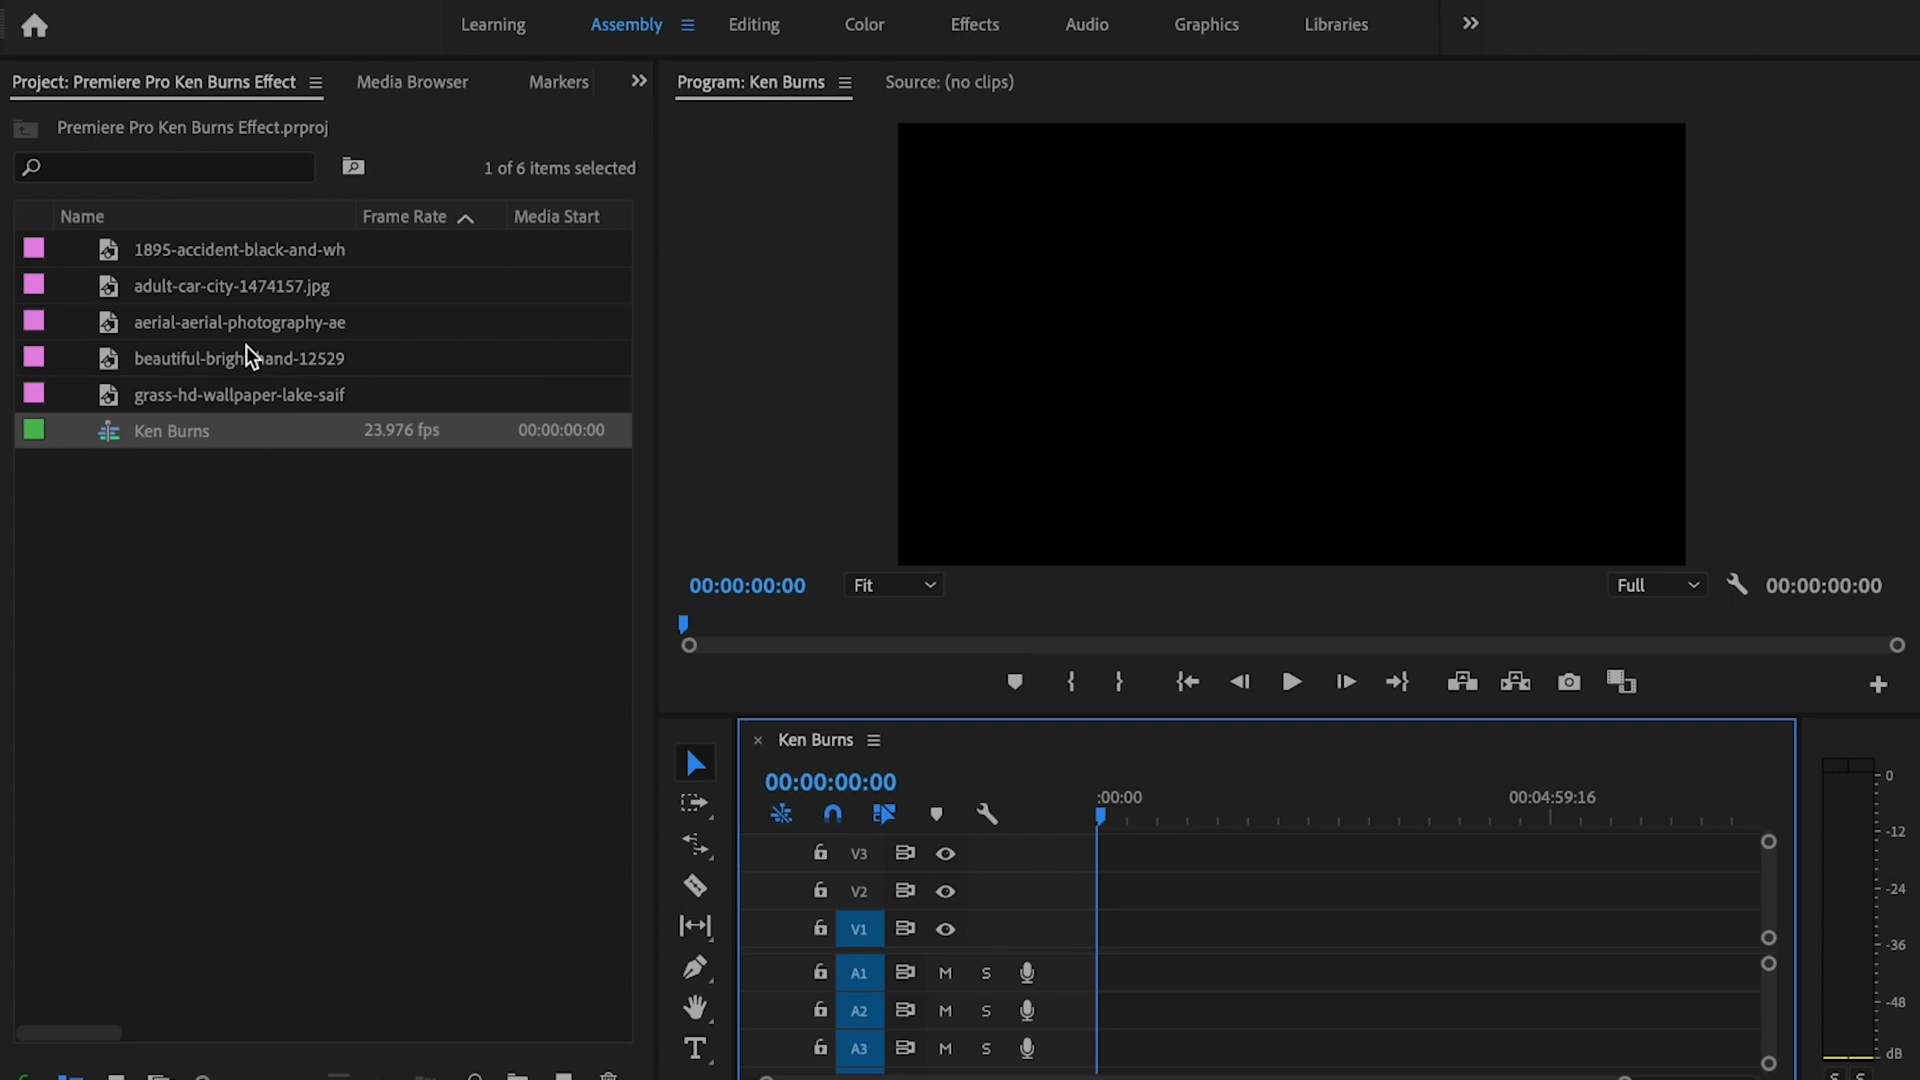 Learning Assembly Editing Color Effects Audio Graphics Libraries
Project: Premiere Pro Ken Burns Effect Media Browser Markers
Program: Ken Burns Source: (no clips)
Premiere Pro Ken Burns Effect.prproj
1 of 6 items selected
Name Frame Rate Media Start
1895-accident-black-and-wh
adult-car-city-1474157.jpg
aerial-aerial-photography-ae
beautiful-bright-hand-12529
grass-hd-wallpaper-lake-saif
Ken Burns 23.976 fps 00:00:00:00
00:00:00:00 Fit Full 00:00:00:00
Ken Burns
00:00:00:00
:00:00 00:04:59:16
V3
V2
V1
A1 M S
A2 M S
A3 M S
T
0
-12
-24
-36
-48
dB
S S